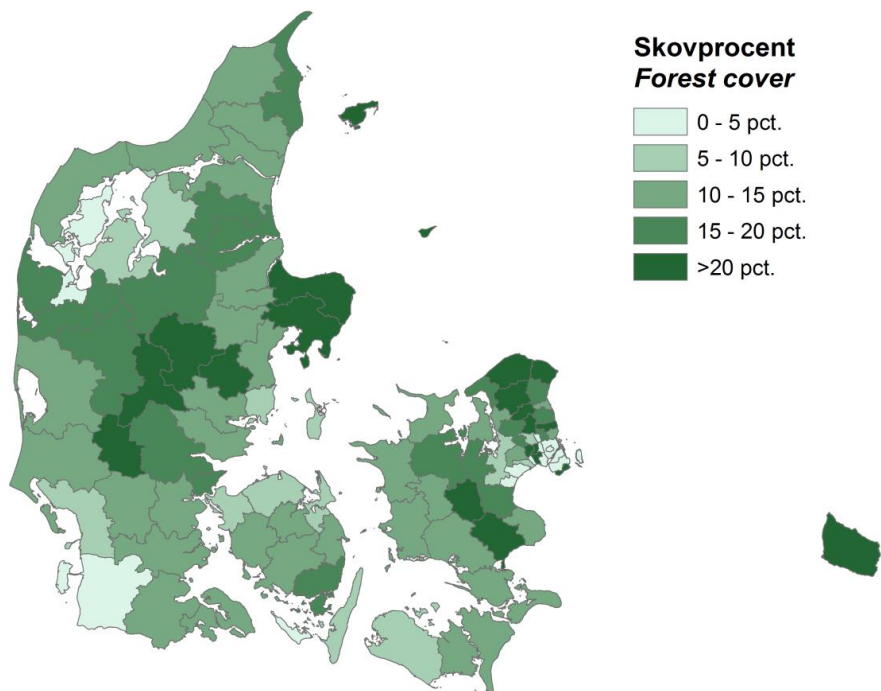 Skovprocent
Forest cover
0 - 5 pct.
5 - 10 pct.
10 - 15 pct.
15 - 20 pct.
>20 pct.